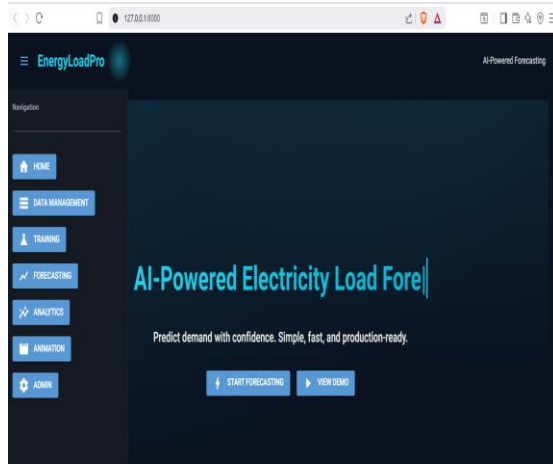 127.0.0.1:8080
EnergyLoadPro
AI-Powered Forecasting
Navigation
HOME
DATA MANAGEMENT
TRAINING
FORECASTING
ANALYTICS
ANIMATION
ADMIN
AI-Powered Electricity Load Fore
Predict demand with confidence. Simple, fast, and production-ready.
START FORECASTING
VIEW DEMO